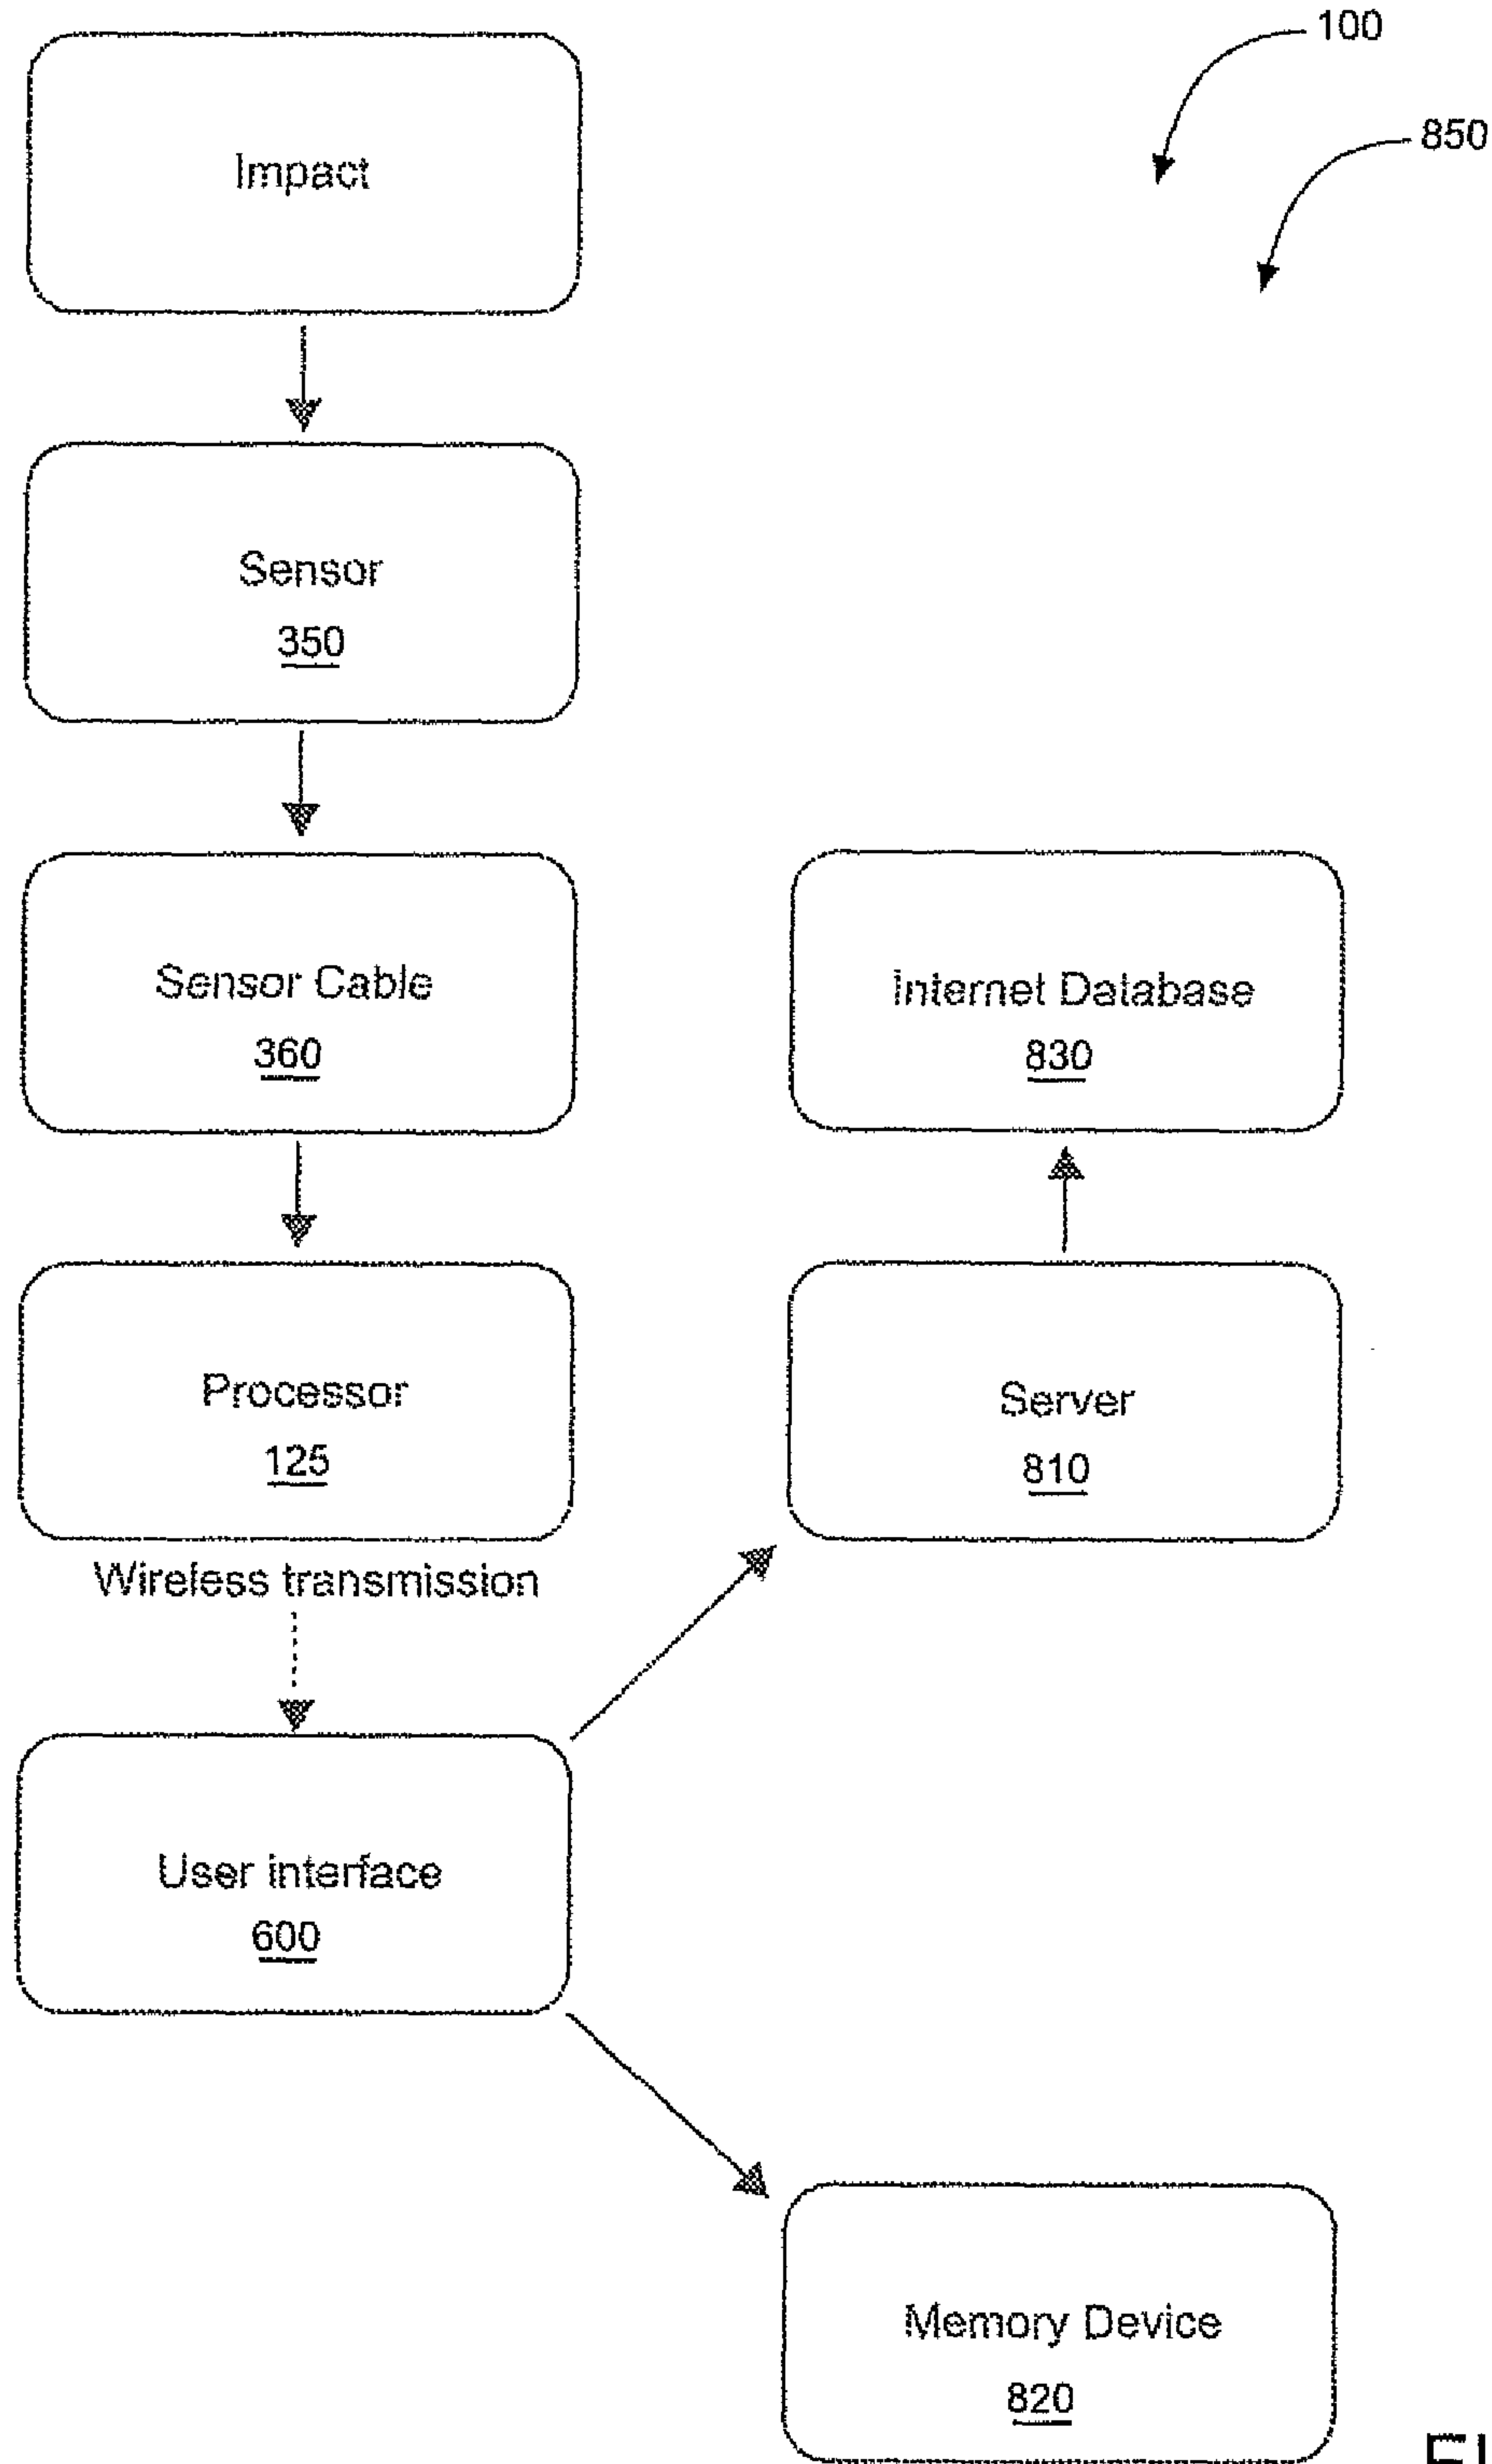 100
850
Impact
Sensor
350
Sensor Cable
360
Internet Database
830
Processor
125
Server
810
Wireless transmission
User interface
600
Memory Device
820